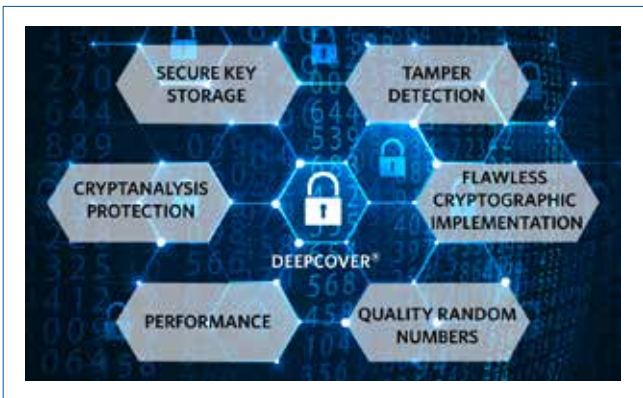 SECURE KEY
STORAGE
TAMPER
DETECTION
CRYPTANALYSIS
PROTECTION
FLAWLESS
CRYPTOGRAPHIC
IMPLEMENTATION
DEEPCOVER®
PERFORMANCE
QUALITY RANDOM
NUMBERS